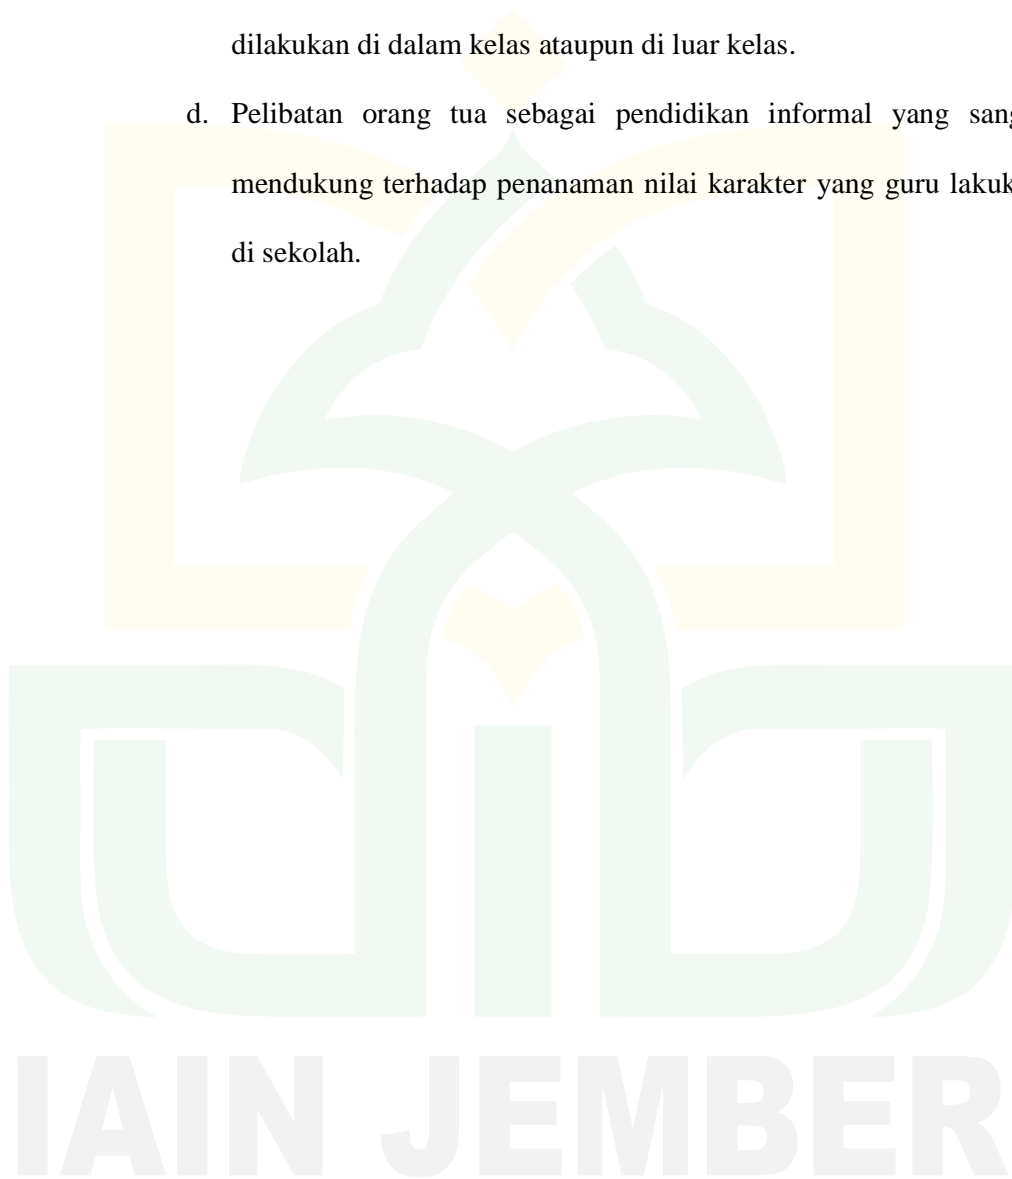 dilakukan di dalam kelas ataupun di luar kelas.
d. Pelibatan orang tua sebagai pendidikan informal yang sang
mendukung terhadap penanaman nilai karakter yang guru lakuk
di sekolah.
IAIN JEMBER